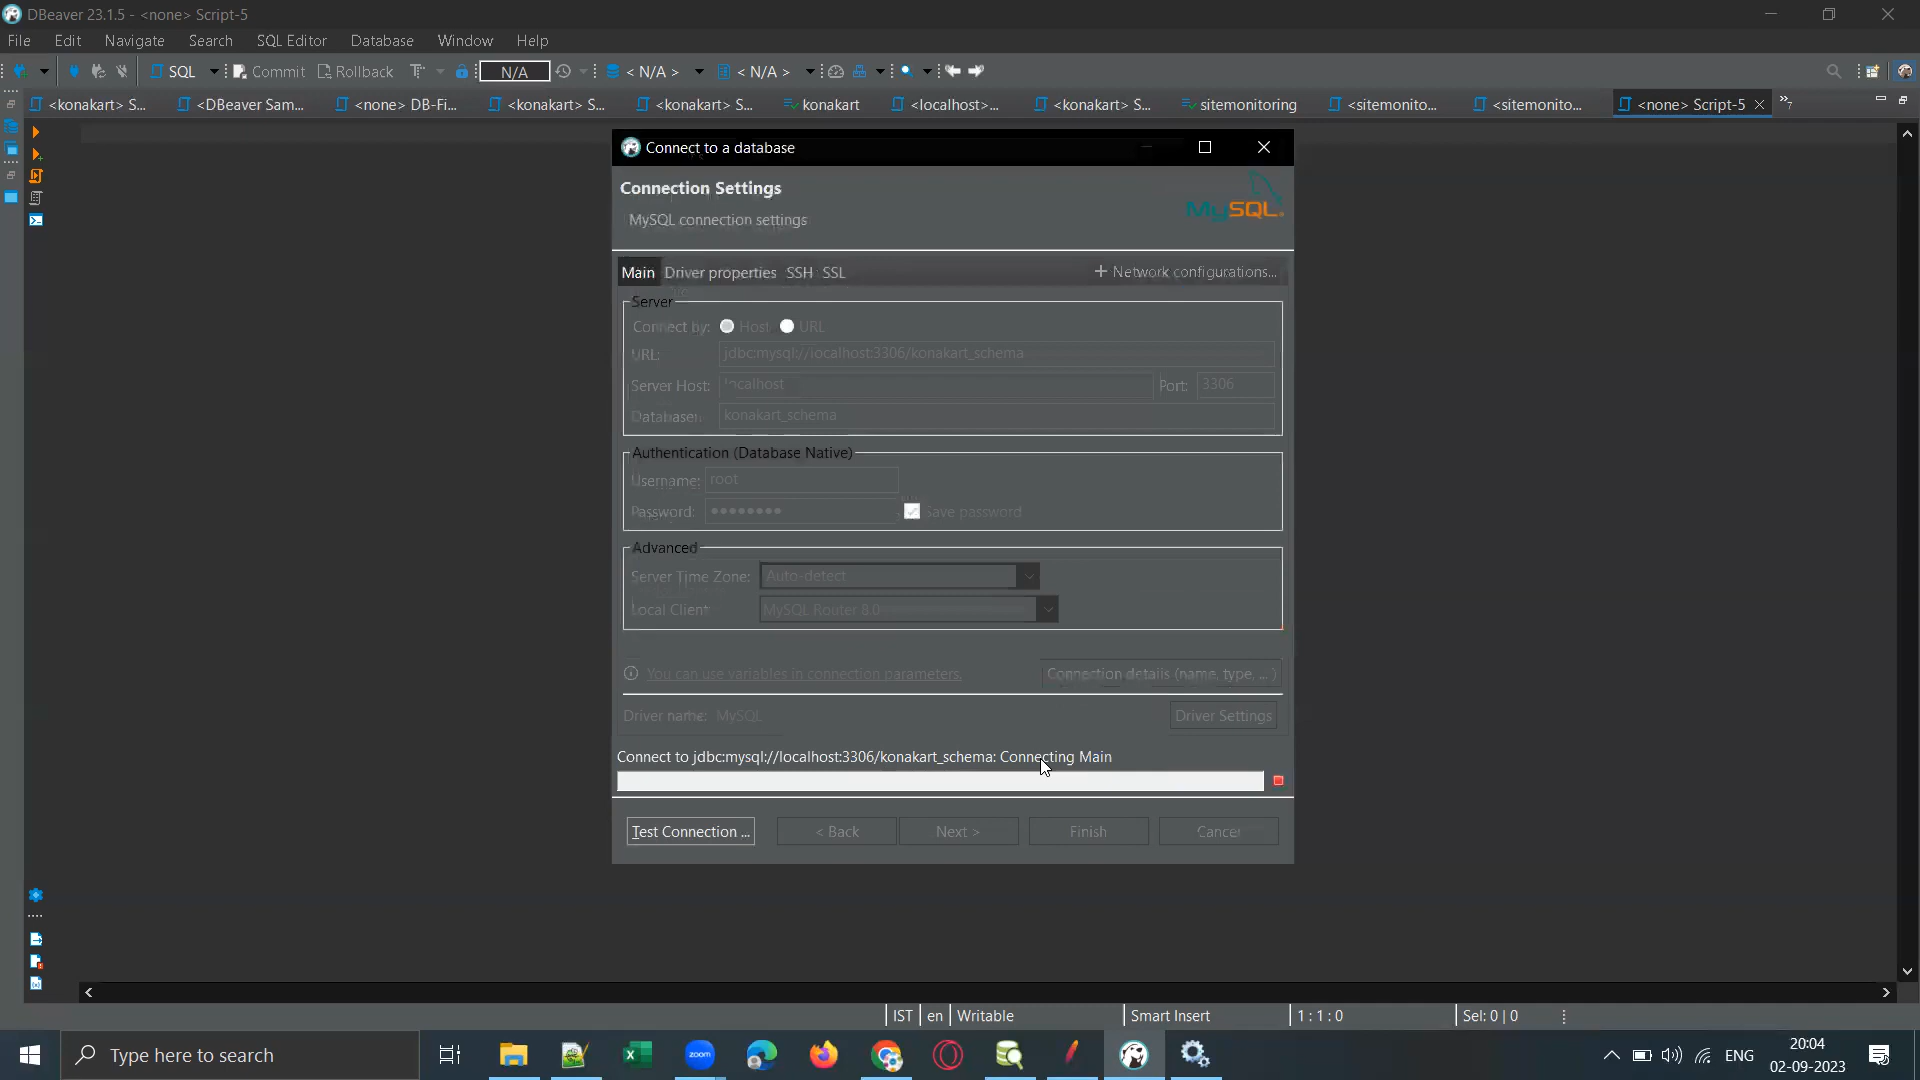 DBeaver 23.1.5 - <none> Script-5
File Edit Navigate Search SQL Editor Database Window Help
SQL Commit Rollback N/A < N/A > < N/A >
<konakart> S... <DBeaver Sam... <none> DB-Fi... <konakart> S... <konakart> S... konakart <localhost>... <konakart> S... sitemonitoring <sitemonito... <sitemonito... <none> Script-5 »7
Connect to a database
Connection Settings
MySQL connection settings
MySQL
Main Driver properties SSH SSL + Network configurations...
Server
Connect by: Host URL
URL: jdbc:mysql://localhost:3306/konakart_schema
Server Host: localhost Port: 3306
Database: konakart_schema
Authentication (Database Native)
Username: root
Password: ●●●●●●●● Save password
Advanced
Server Time Zone: Auto-detect
Local Client MySQL Router 8.0
You can use variables in connection parameters. Connection details (name, type, ... )
Driver name: MySQL Driver Settings
Connect to jdbc:mysql://localhost:3306/konakart_schema: Connecting Main
Test Connection ... < Back Next > Finish Cancel
IST en Writable Smart Insert 1 : 1 : 0 Sel: 0 | 0
Type here to search
zoom
ENG
20:04
02-09-2023